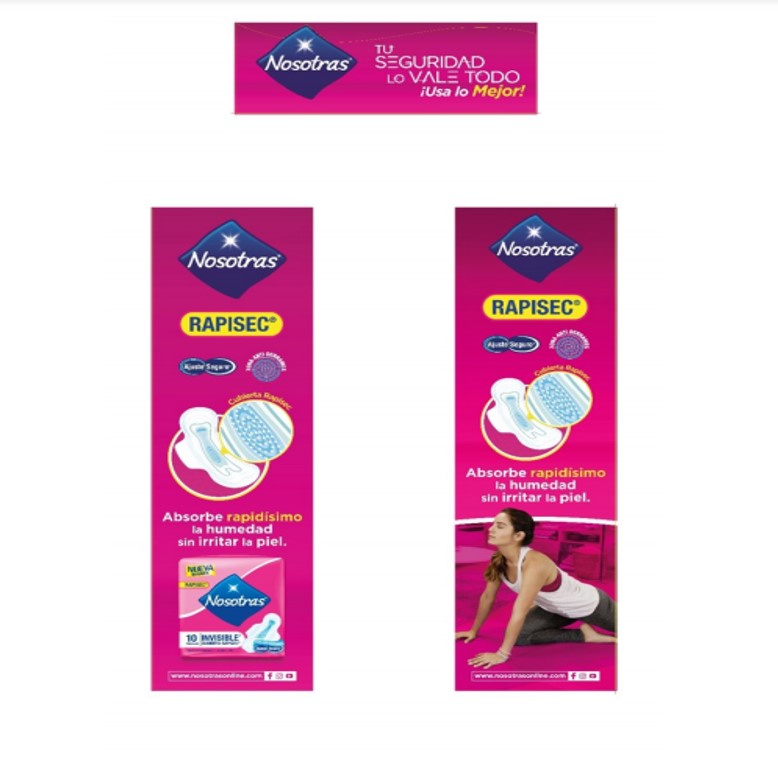 Nosotras®
TU
SEGURIDAD
LO VALE TODO
¡Usa lo Mejor!
Nosotras®
RAPISEC®
Ajuste Seguro®
Cubierta Rapisec
Absorbe rapidísimo
la humedad
sin irritar la piel.
NUEVA
RAPISEC
Nosotras®
10 INVISIBLE
www.nosotrasonline.com
Nosotras®
RAPISEC®
Ajuste Seguro®
Cubierta Rapisec
Absorbe rapidísimo
la humedad
sin irritar la piel.
www.nosotrasonline.com